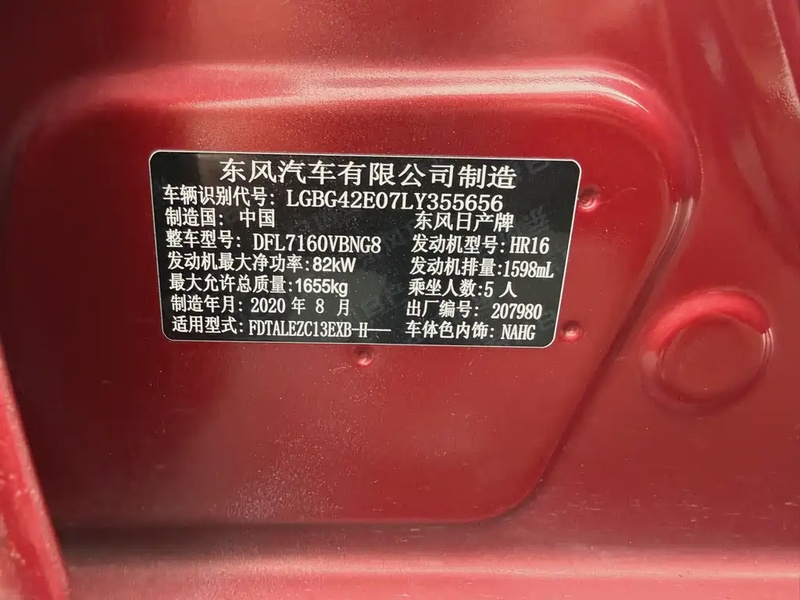 东风汽车有限公司制造
车辆识别代号: LGBG42E07LY355656
制造国: 中国 东风日产牌
整车型号: DFL7160VBNG8 发动机型号: HR16
发动机最大净功率: 82kW 发动机排量: 1598mL
最大允许总质量: 1655kg 乘坐人数: 5 人
制造年月: 2020 年 8 月 出厂编号: 207980
适用型式: FDTALEZC13EXB-H—— 车体色内饰: NAHG